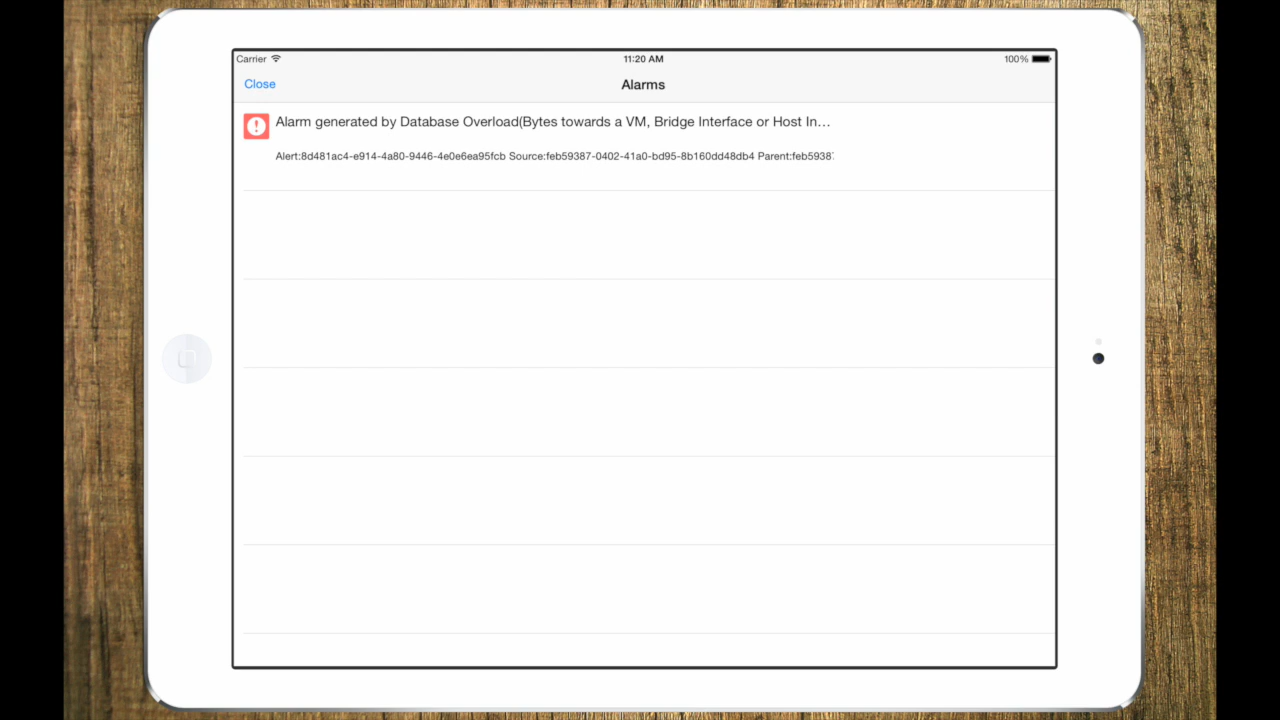 Carrier 11:20 AM 100%
Close Alarms
Alarm generated by Database Overload(Bytes towards a VM, Bridge Interface or Host In...
Alert:8d481ac4-e914-4a80-9446-4e0e6ea95fcb Source:feb59387-0402-41a0-bd95-8b160dd48db4 Parent:feb5938